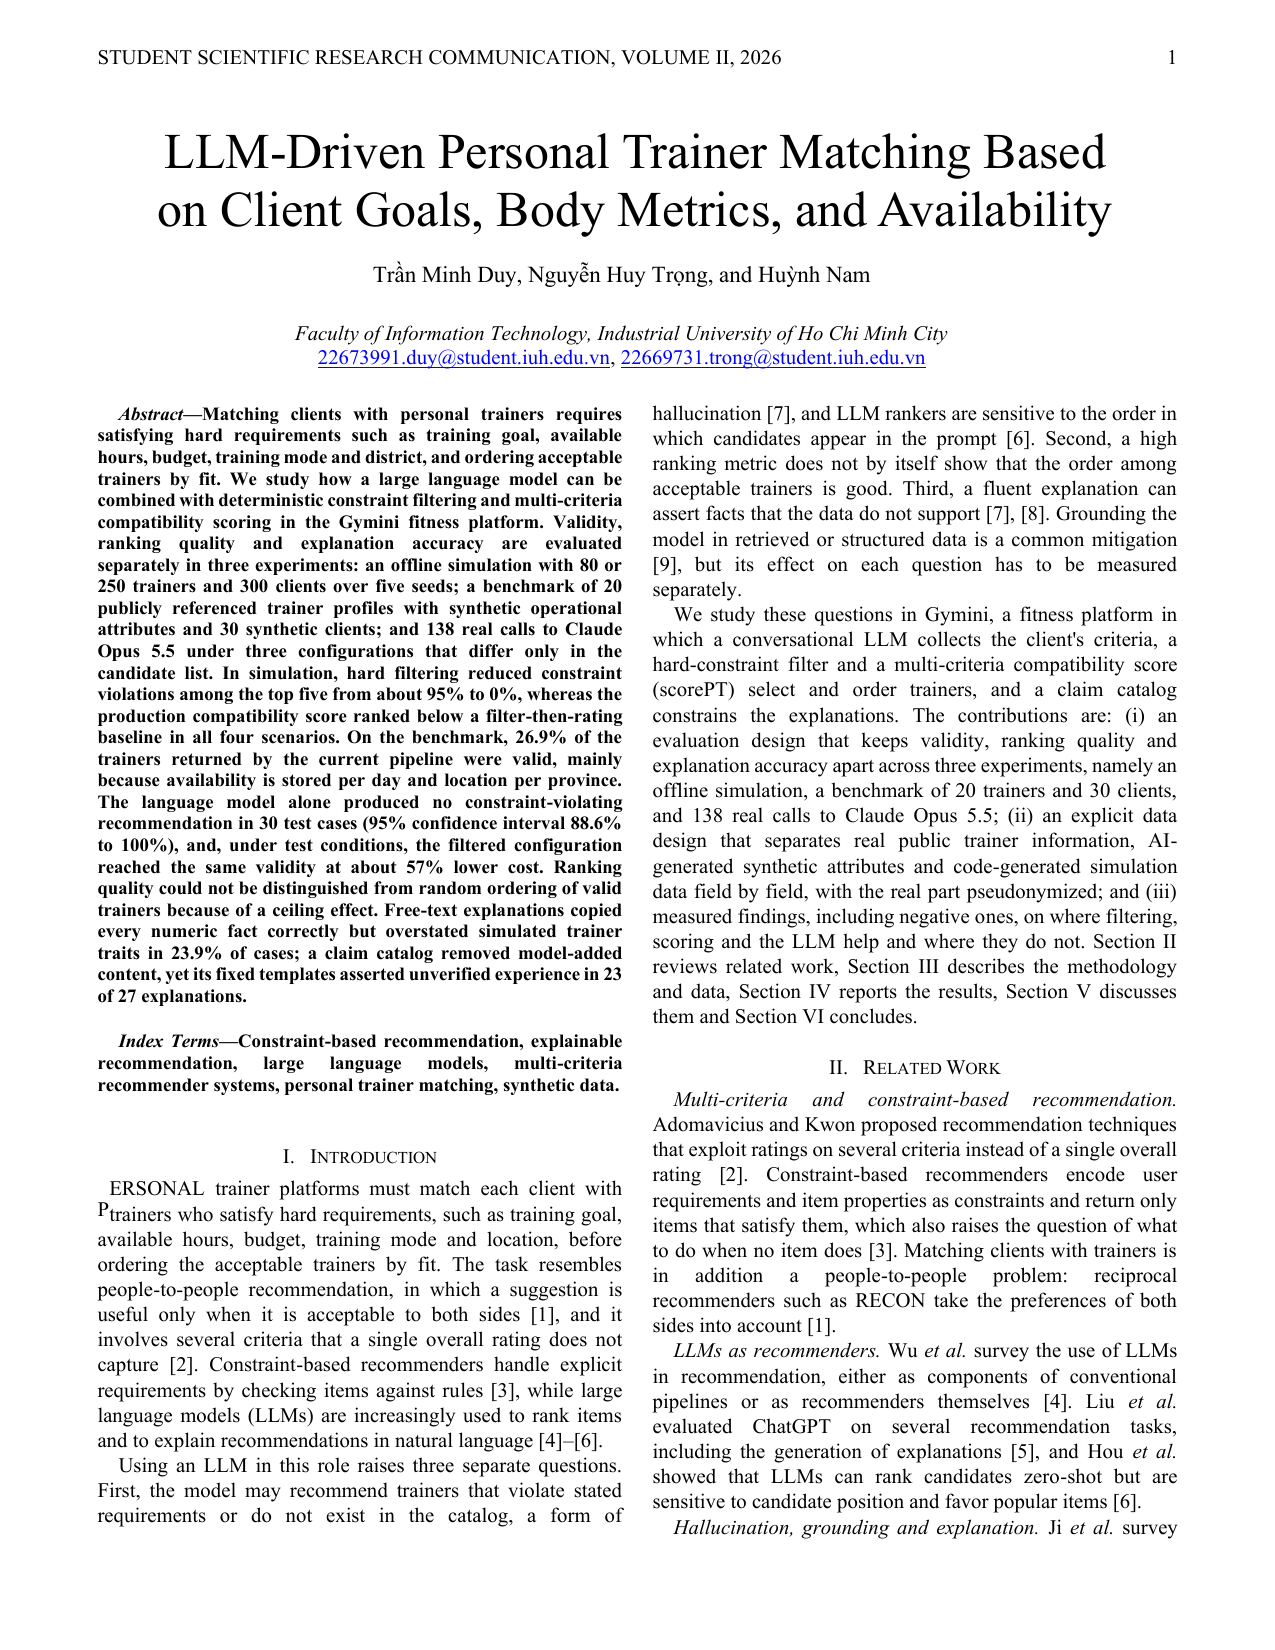 STUDENT SCIENTIFIC RESEARCH COMMUNICATION, VOLUME II, 2026 1
LLM-Driven Personal Trainer Matching Based
on Client Goals, Body Metrics, and Availability
Trần Minh Duy, Nguyễn Huy Trọng, and Huỳnh Nam
Faculty of Information Technology, Industrial University of Ho Chi Minh City
22673991.duy@student.iuh.edu.vn, 22669731.trong@student.iuh.edu.vn
Abstract—Matching clients with personal trainers requires
satisfying hard requirements such as training goal, available
hours, budget, training mode and district, and ordering acceptable
trainers by fit. We study how a large language model can be
combined with deterministic constraint filtering and multi-criteria
compatibility scoring in the Gymini fitness platform. Validity,
ranking quality and explanation accuracy are evaluated
separately in three experiments: an offline simulation with 80 or
250 trainers and 300 clients over five seeds; a benchmark of 20
publicly referenced trainer profiles with synthetic operational
attributes and 30 synthetic clients; and 138 real calls to Claude
Opus 5.5 under three configurations that differ only in the
candidate list. In simulation, hard filtering reduced constraint
violations among the top five from about 95% to 0%, whereas the
production compatibility score ranked below a filter-then-rating
baseline in all four scenarios. On the benchmark, 26.9% of the
trainers returned by the current pipeline were valid, mainly
because availability is stored per day and location per province.
The language model alone produced no constraint-violating
recommendation in 30 test cases (95% confidence interval 88.6%
to 100%), and, under test conditions, the filtered configuration
reached the same validity at about 57% lower cost. Ranking
quality could not be distinguished from random ordering of valid
trainers because of a ceiling effect. Free-text explanations copied
every numeric fact correctly but overstated simulated trainer
traits in 23.9% of cases; a claim catalog removed model-added
content, yet its fixed templates asserted unverified experience in 23
of 27 explanations.
Index Terms—Constraint-based recommendation, explainable
recommendation, large language models, multi-criteria
recommender systems, personal trainer matching, synthetic data.
I. INTRODUCTION
ERSONAL trainer platforms must match each client with
Ptrainers who satisfy hard requirements, such as training goal,
available hours, budget, training mode and location, before
ordering the acceptable trainers by fit. The task resembles
people-to-people recommendation, in which a suggestion is
useful only when it is acceptable to both sides [1], and it
involves several criteria that a single overall rating does not
capture [2]. Constraint-based recommenders handle explicit
requirements by checking items against rules [3], while large
language models (LLMs) are increasingly used to rank items
and to explain recommendations in natural language [4]–[6].
Using an LLM in this role raises three separate questions.
First, the model may recommend trainers that violate stated
requirements or do not exist in the catalog, a form of
hallucination [7], and LLM rankers are sensitive to the order in
which candidates appear in the prompt [6]. Second, a high
ranking metric does not by itself show that the order among
acceptable trainers is good. Third, a fluent explanation can
assert facts that the data do not support [7], [8]. Grounding the
model in retrieved or structured data is a common mitigation
[9], but its effect on each question has to be measured
separately.
We study these questions in Gymini, a fitness platform in
which a conversational LLM collects the client's criteria, a
hard-constraint filter and a multi-criteria compatibility score
(scorePT) select and order trainers, and a claim catalog
constrains the explanations. The contributions are: (i) an
evaluation design that keeps validity, ranking quality and
explanation accuracy apart across three experiments, namely an
offline simulation, a benchmark of 20 trainers and 30 clients,
and 138 real calls to Claude Opus 5.5; (ii) an explicit data
design that separates real public trainer information, AI-
generated synthetic attributes and code-generated simulation
data field by field, with the real part pseudonymized; and (iii)
measured findings, including negative ones, on where filtering,
scoring and the LLM help and where they do not. Section II
reviews related work, Section III describes the methodology
and data, Section IV reports the results, Section V discusses
them and Section VI concludes.
II. RELATED WORK
Multi-criteria and constraint-based recommendation.
Adomavicius and Kwon proposed recommendation techniques
that exploit ratings on several criteria instead of a single overall
rating [2]. Constraint-based recommenders encode user
requirements and item properties as constraints and return only
items that satisfy them, which also raises the question of what
to do when no item does [3]. Matching clients with trainers is
in addition a people-to-people problem: reciprocal
recommenders such as RECON take the preferences of both
sides into account [1].
LLMs as recommenders. Wu et al. survey the use of LLMs
in recommendation, either as components of conventional
pipelines or as recommenders themselves [4]. Liu et al.
evaluated ChatGPT on several recommendation tasks,
including the generation of explanations [5], and Hou et al.
showed that LLMs can rank candidates zero-shot but are
sensitive to candidate position and favor popular items [6].
Hallucination, grounding and explanation. Ji et al. survey